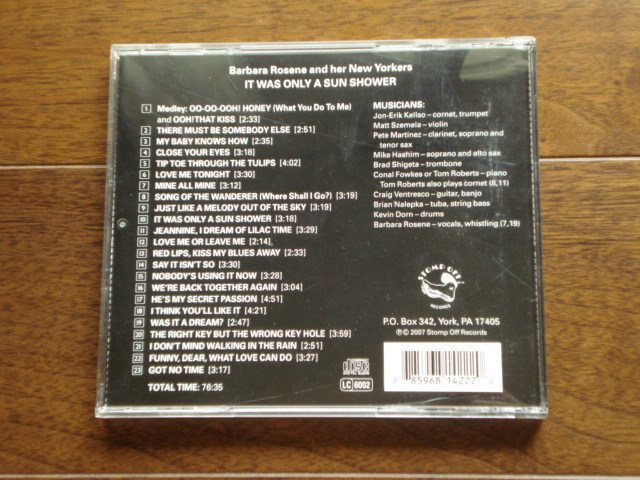 Barbara Rosene and her New Yorkers
IT WAS ONLY A SUN SHOWER
1 Medley: OO-OO-OOH! HONEY (What You Do To Me)
and OOH! THAT KISS [2:33]
2 THERE MUST BE SOMEBODY ELSE [2:51]
3 MY BABY KNOWS HOW [2:35]
4 CLOSE YOUR EYES [3:18]
5 TIP TOE THROUGH THE TULIPS [4:02]
6 LOVE ME TONIGHT [3:30]
7 MINE ALL MINE [3:12]
8 SONG OF THE WANDERER (Where Shall I Go?) [3:19]
9 JUST LIKE A MELODY OUT OF THE SKY [3:29]
10 IT WAS ONLY A SUN SHOWER [3:18]
11 JEANNINE, I DREAM OF LILAC TIME [3:29]
12 LOVE ME OR LEAVE ME [2:14]
13 RED LIPS, KISS MY BLUES AWAY [2:33]
14 SAY IT ISN'T SO [3:30]
15 NOBODY'S USING IT NOW [3:28]
16 WE'RE BACK TOGETHER AGAIN [3:04]
17 HE'S MY SECRET PASSION [4:51]
18 I THINK YOU'LL LIKE IT [4:21]
19 WAS IT A DREAM? [2:47]
20 THE RIGHT KEY BUT THE WRONG KEY HOLE [3:59]
21 I DON'T MIND WALKING IN THE RAIN [2:51]
22 FUNNY, DEAR, WHAT LOVE CAN DO [3:27]
23 GOT NO TIME [3:17]
TOTAL TIME: 76:35
MUSICIANS:
Jon-Erik Kellso – cornet, trumpet
Matt Szemela – violin
Pete Martinez – clarinet, soprano and
tenor sax
Mike Hashim – soprano and alto sax
Brad Shigeta – trombone
Conal Fowkes or Tom Roberts – piano
Tom Roberts also plays cornet (8,11)
Craig Ventresco – guitar, banjo
Brian Nalepka – tuba, string bass
Kevin Dorn – drums
Barbara Rosene – vocals, whistling (7,19)
STOMP OFF
RECORDS
P.O. Box 342, York, PA 17405
℗© 2007 Stomp Off Records
COMPACT disc
DIGITAL AUDIO
LC 6002
7 85968 14222